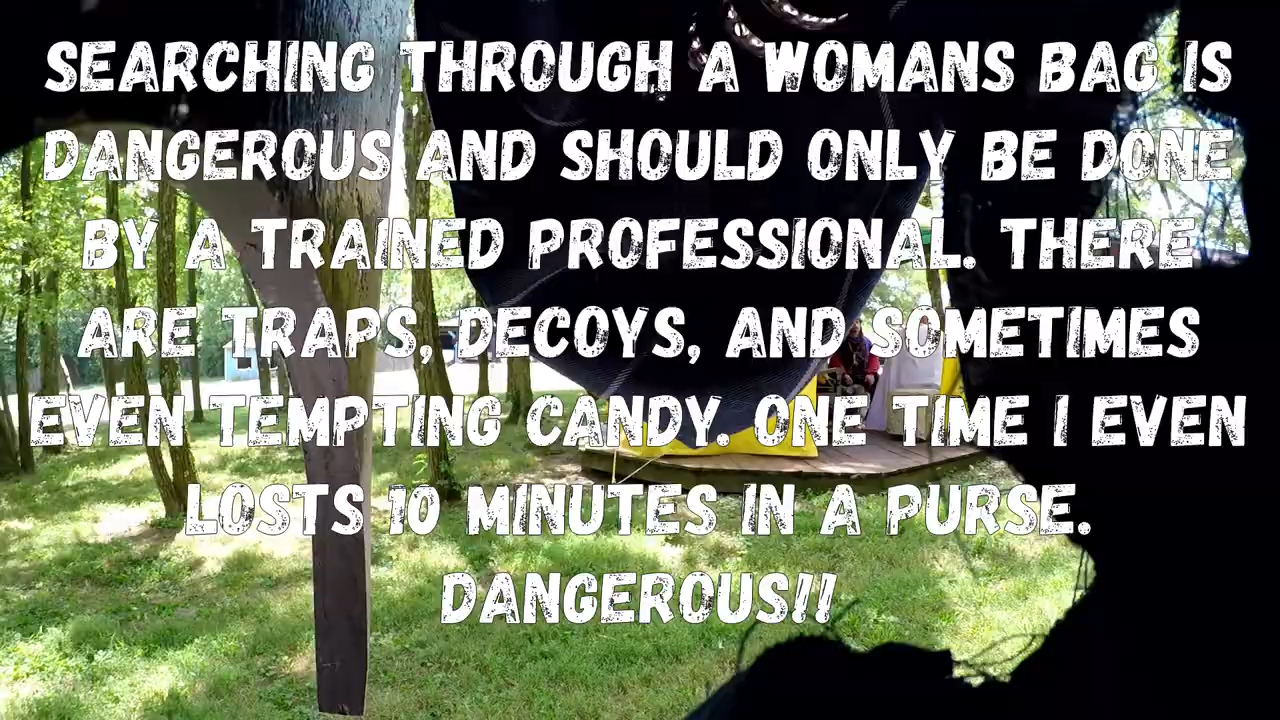 SEARCHING THROUGH A WOMANS BAG IS
DANGEROUS AND SHOULD ONLY BE DONE
BY A TRAINED PROFESSIONAL. THERE
ARE TRAPS, DECOYS, AND SOMETIMES
EVEN TEMPTING CANDY. ONE TIME I EVEN
LOSTS 10 MINUTES IN A PURSE.
DANGEROUS!!